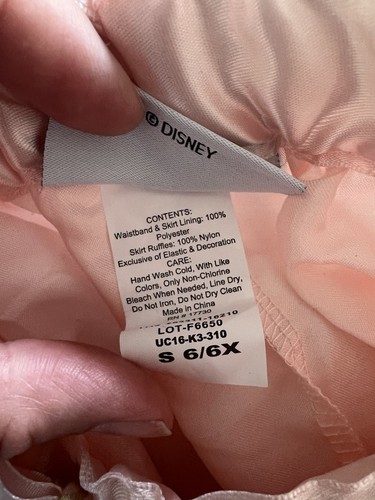 © DISNEY
CONTENTS:
Waistband & Skirt Lining: 100%
Polyester
Skirt Ruffles: 100% Nylon
Exclusive of Elastic & Decoration
CARE:
Hand Wash Cold, With Like
Colors, Only Non-Chlorine
Bleach When Needed, Line Dry,
Do Not Iron, Do Not Dry Clean
Made in China
RN # 17730
LOT-F6650
UC16-K3-310
S 6/6X